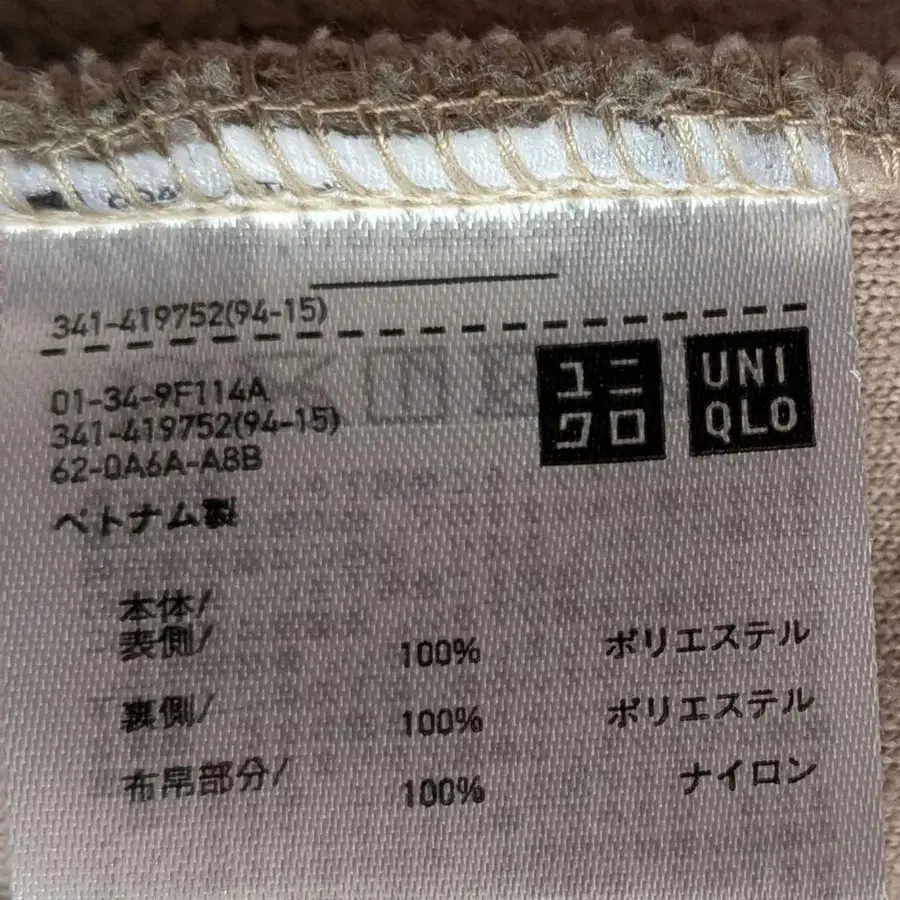 341-419752(94-15)
01-34-9F114A
341-419752(94-15)
62-QA6A-A8B
ユニ
クロ
UNI
QLO
ベトナム製
本体/
表側/ 100% ポリエステル
裏側/ 100% ポリエステル
布帛部分/ 100% ナイロン